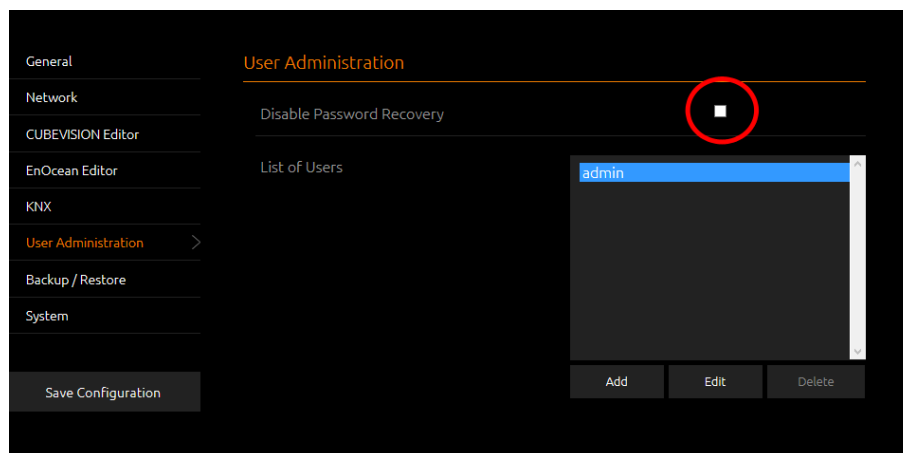 General
Network
CUBEVISION Editor
EnOcean Editor
KNX
User Administration
Backup / Restore
System
Save Configuration
User Administration
Disable Password Recovery
List of Users
admin
Add
Edit
Delete